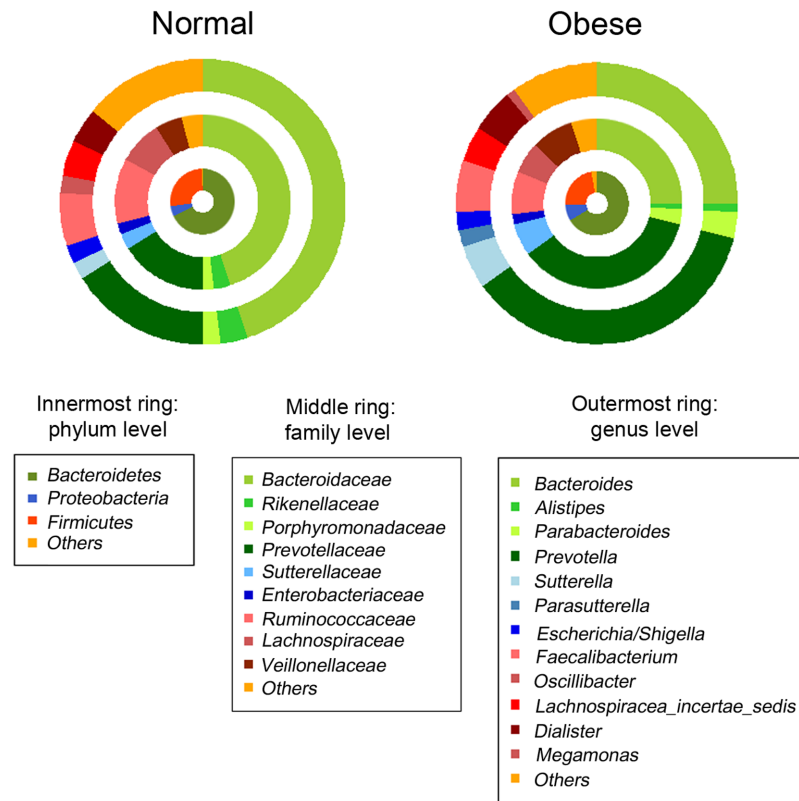 Normal
Obese
Innermost ring:
phylum level
Bacteroidetes
Proteobacteria
Firmicutes
Others
Middle ring:
family level
Bacteroidaceae
Rikenellaceae
Porphyromonadaceae
Prevotellaceae
Sutterellaceae
Enterobacteriaceae
Ruminococcaceae
Lachnospiraceae
Veillonellaceae
Others
Outermost ring:
genus level
Bacteroides
Alistipes
Parabacteroides
Prevotella
Sutterella
Parasutterella
Escherichia/Shigella
Faecalibacterium
Oscillibacter
Lachnospiracea_incertae_sedis
Dialister
Megamonas
Others